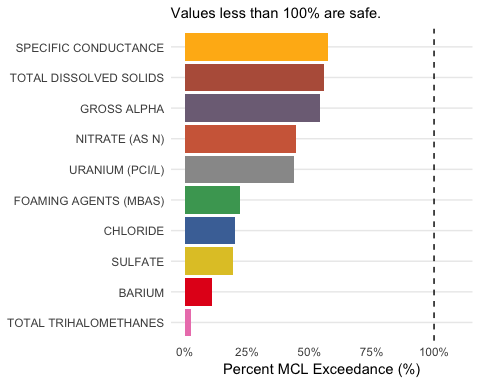 Values less than 100% are safe.
SPECIFIC CONDUCTANCE
TOTAL DISSOLVED SOLIDS
GROSS ALPHA
NITRATE (AS N)
URANIUM (PCI/L)
FOAMING AGENTS (MBAS)
CHLORIDE
SULFATE
BARIUM
TOTAL TRIHALOMETHANES
0% 25% 50% 75% 100%
Percent MCL Exceedance (%)